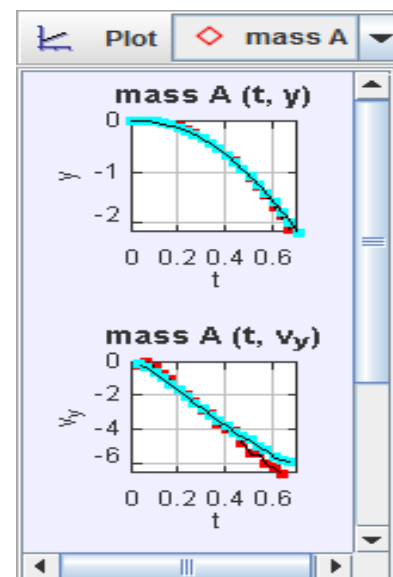 Plot mass A
mass A (t, y)
0
-1
-2
y
0 0.2 0.4 0.6
t
mass A (t, vy)
0
-2
-4
-6
vy
0 0.2 0.4 0.6
t